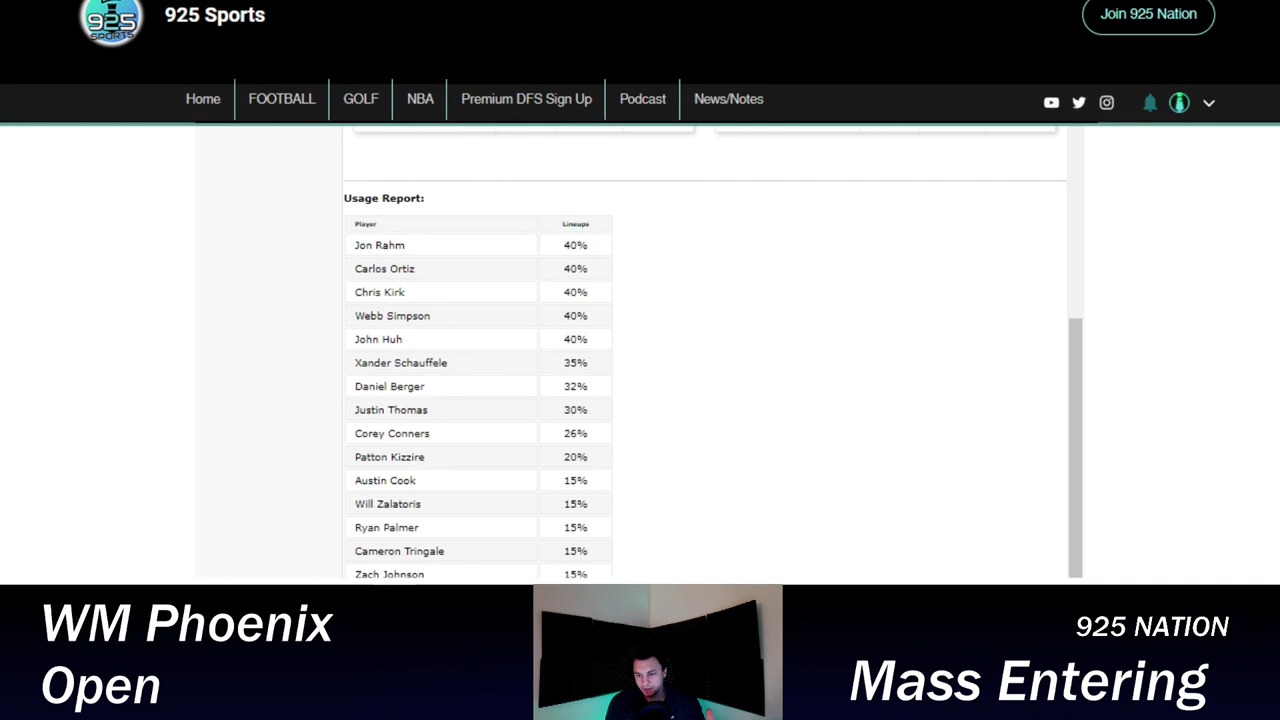 925
SPORTS
925 Sports
Join 925 Nation
Home
FOOTBALL
GOLF
NBA
Premium DFS Sign Up
Podcast
News/Notes
Usage Report:
Player Lineups
Jon Rahm 40%
Carlos Ortiz 40%
Chris Kirk 40%
Webb Simpson 40%
John Huh 40%
Xander Schauffele 35%
Daniel Berger 32%
Justin Thomas 30%
Corey Conners 26%
Patton Kizzire 20%
Austin Cook 15%
Will Zalatoris 15%
Ryan Palmer 15%
Cameron Tringale 15%
Zach Johnson 15%
WM Phoenix
Open
925 NATION
Mass Entering